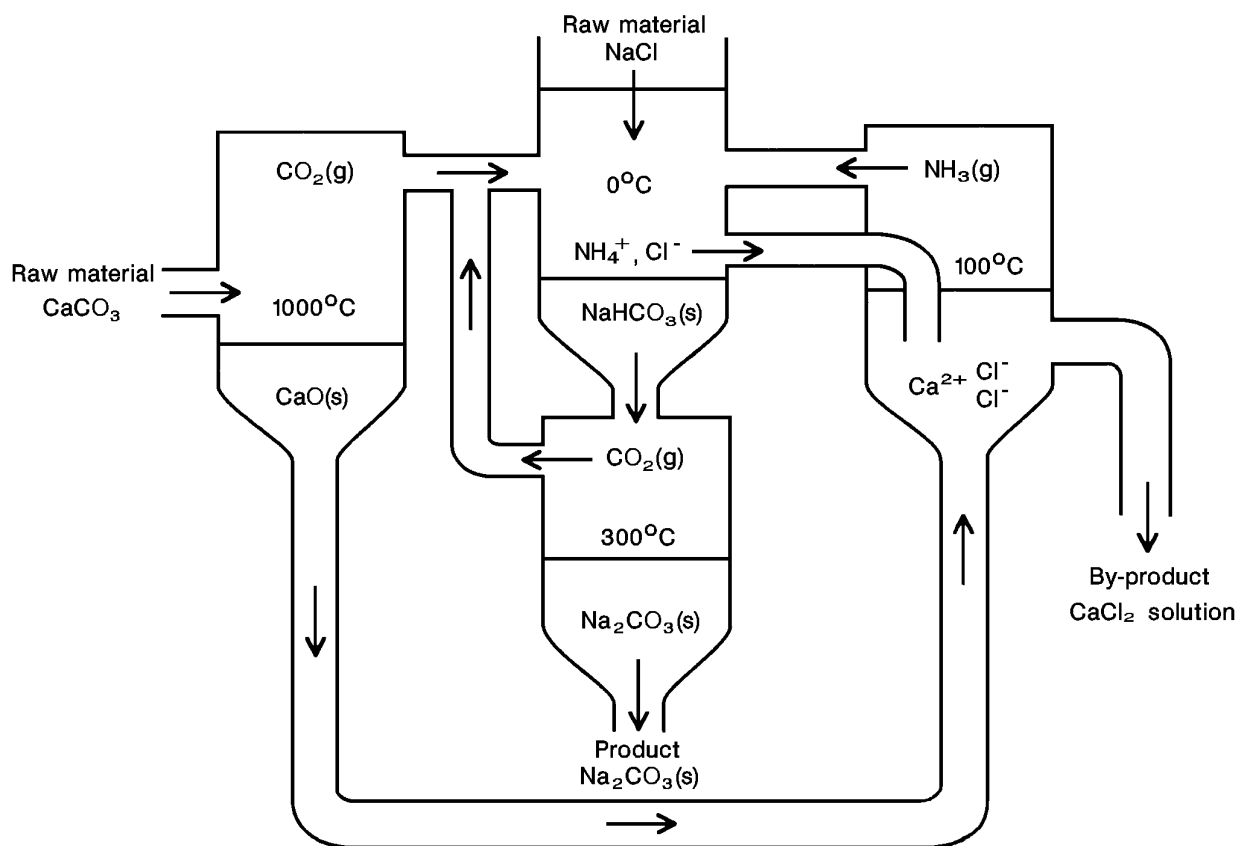 Raw material
NaCl
CO₂(g)
0°C
NH₃(g)
NH₄⁺, Cl⁻
100°C
Raw material
CaCO₃
1000°C
NaHCO₃(s)
CaO(s)
Ca²⁺ Cl⁻
Cl⁻
CO₂(g)
300°C
By-product
CaCl₂ solution
Na₂CO₃(s)
Product
Na₂CO₃(s)